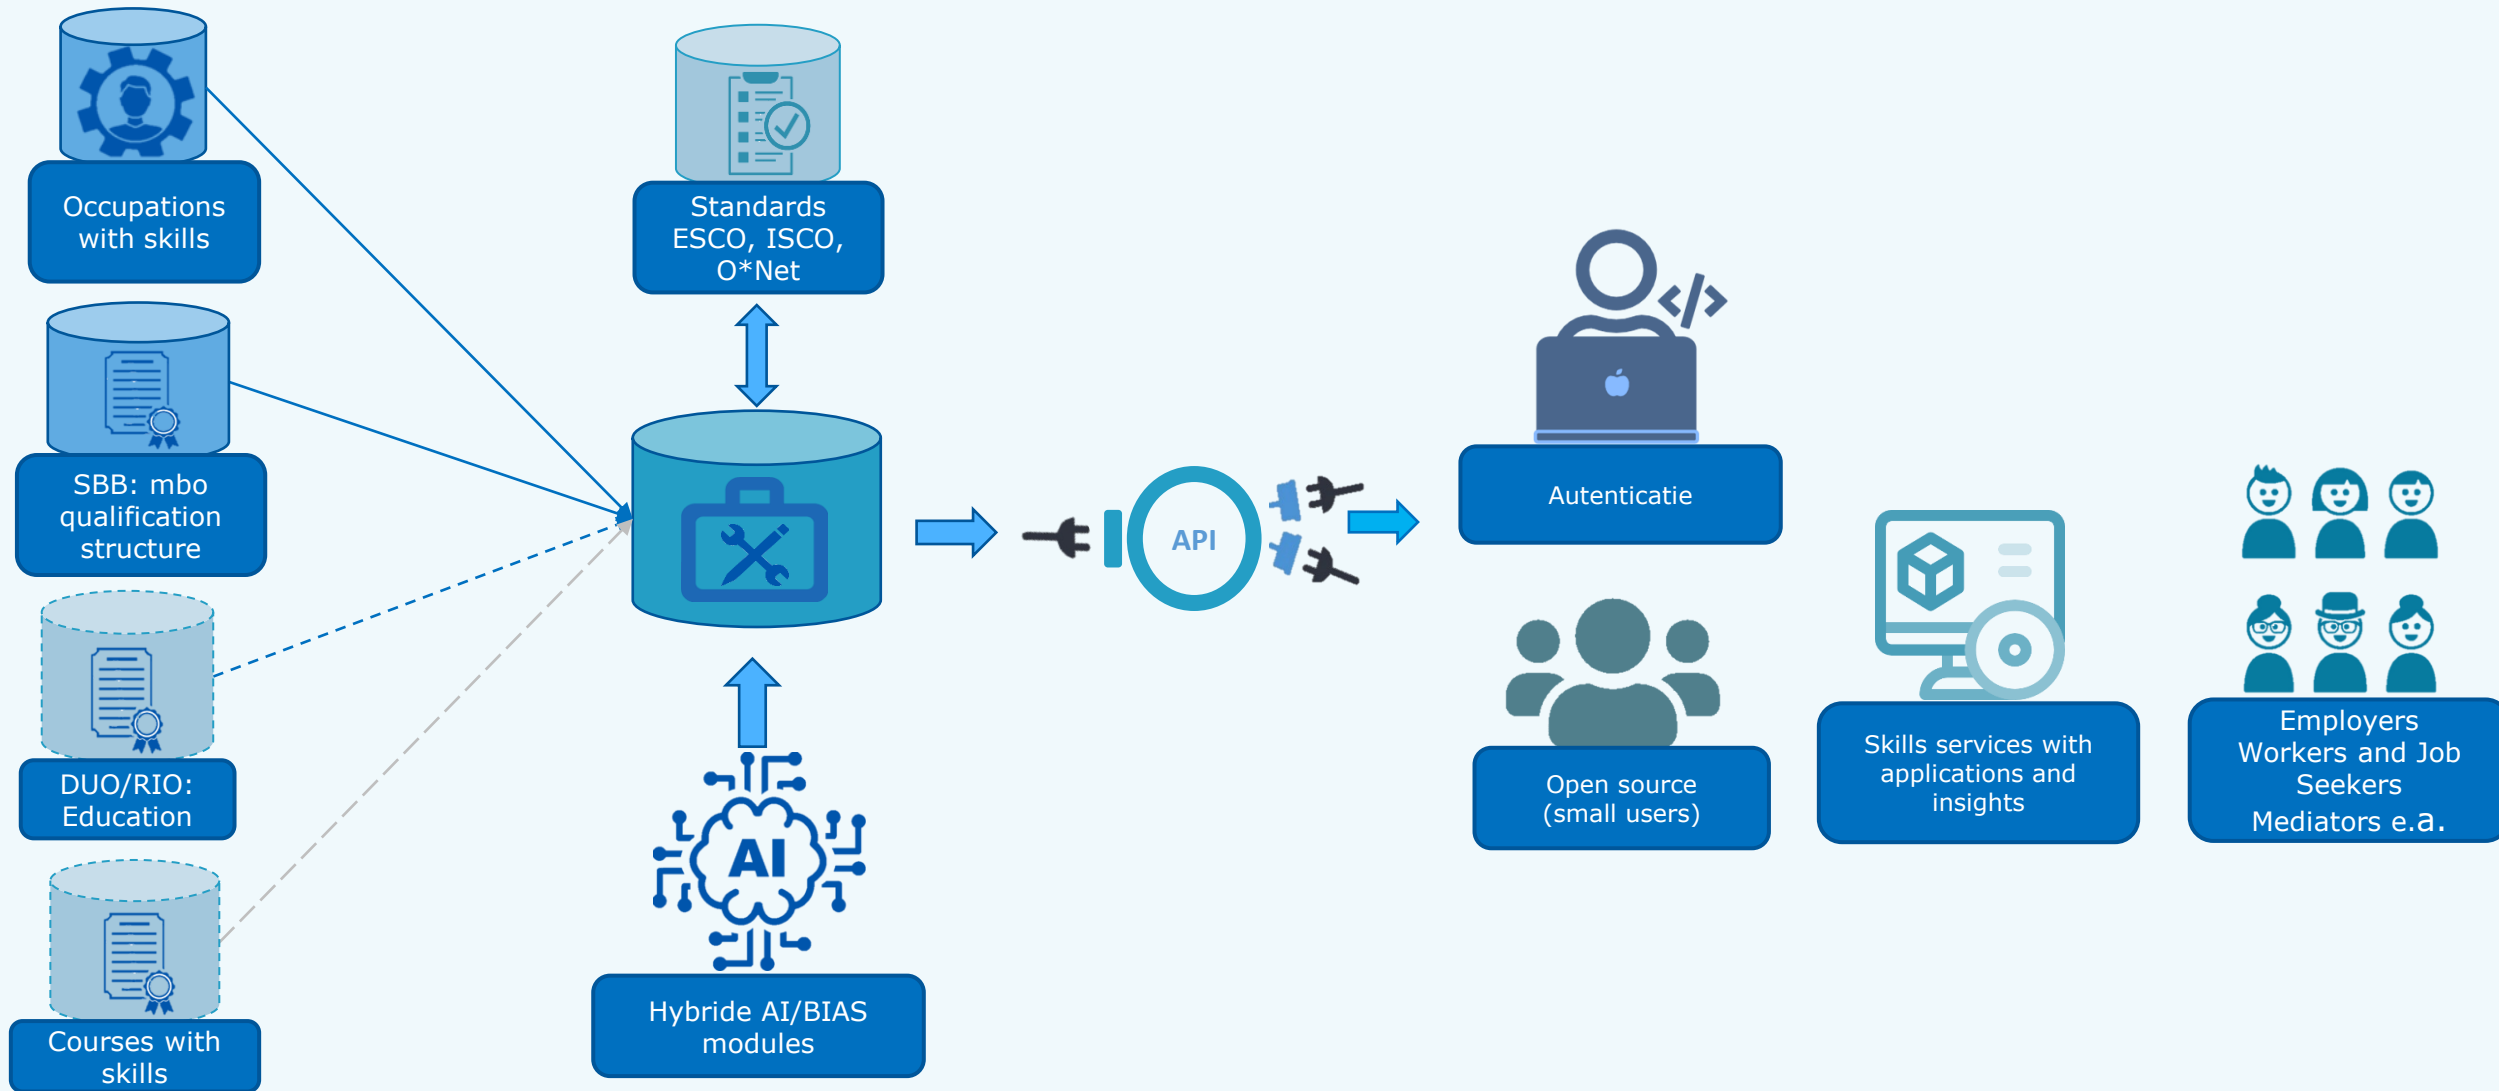 Occupations
with skills
SBB: mbo
qualification
structure
DUO/RIO:
Education
Courses with
skills
Standards
ESCO, ISCO,
O*Net
AI
Hybride AI/BIAS
modules
API
</>
Autenticatie
Open source
(small users)
Skills services with
applications and
insights
Employers
Workers and Job
Seekers
Mediators e.a.